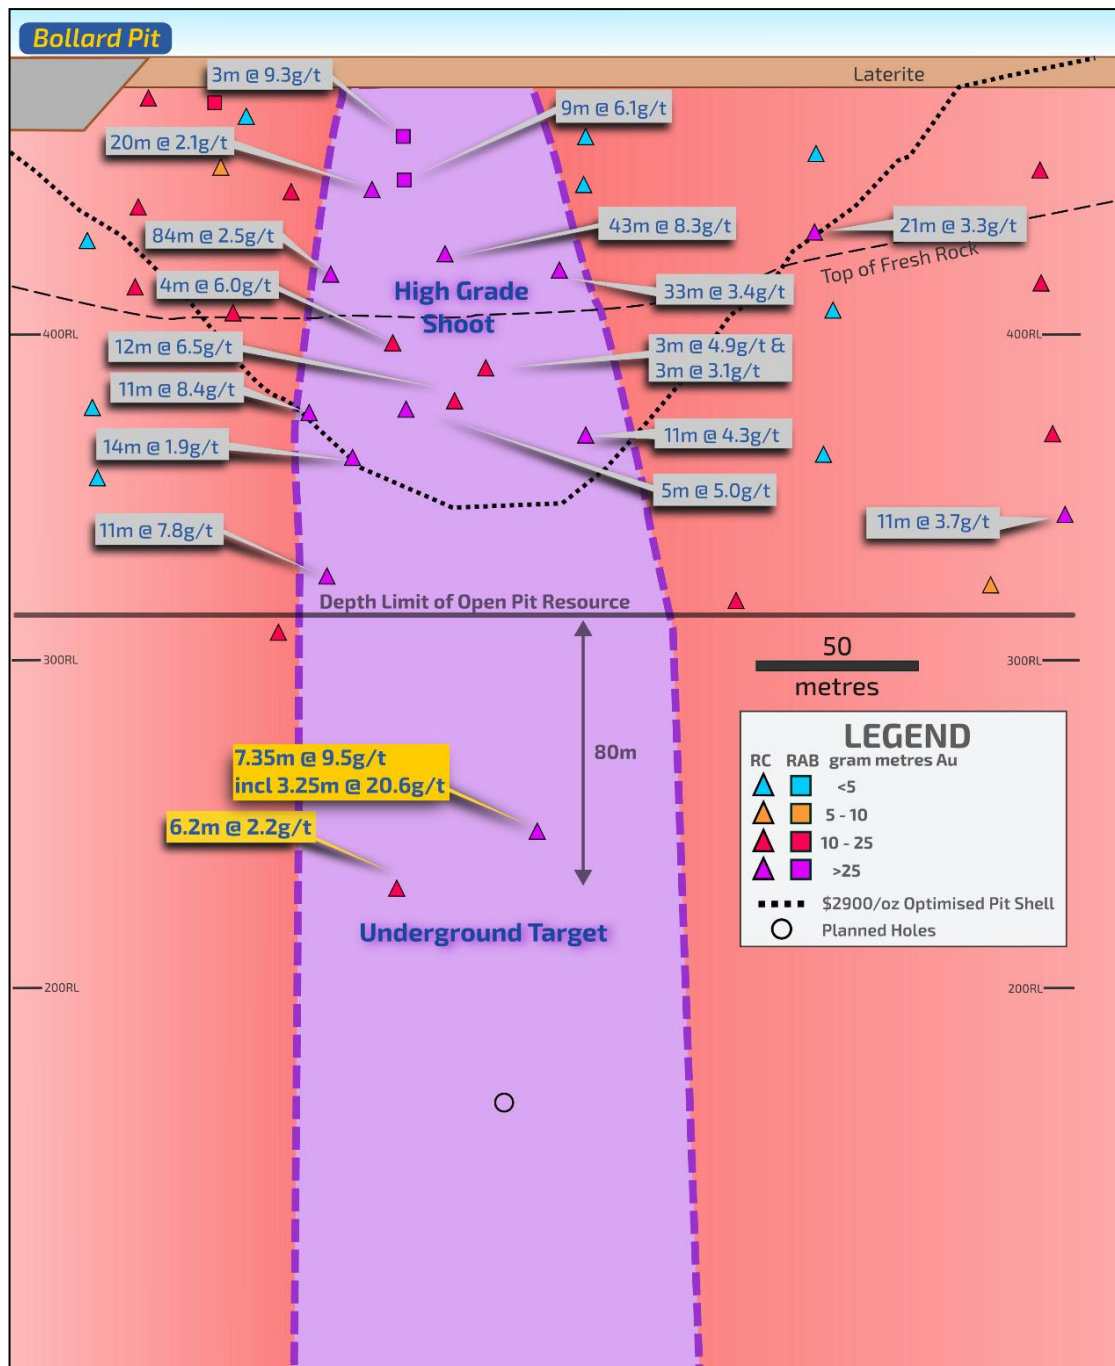 Bollard Pit
3m @ 9.3g/t
Laterite
9m @ 6.1g/t
20m @ 2.1g/t
43m @ 8.3g/t
21m @ 3.3g/t
84m @ 2.5g/t
Top of Fresh Rock
4m @ 6.0g/t
High Grade
Shoot
33m @ 3.4g/t
400RL
400RL
12m @ 6.5g/t
3m @ 4.9g/t &
3m @ 3.1g/t
11m @ 8.4g/t
14m @ 1.9g/t
11m @ 4.3g/t
5m @ 5.0g/t
11m @ 7.8g/t
11m @ 3.7g/t
Depth Limit of Open Pit Resource
300RL
50
metres
300RL
LEGEND
RC RAB gram metres Au
<5
5 - 10
10 - 25
>25
$2900/oz Optimised Pit Shell
Planned Holes
7.35m @ 9.5g/t
incl 3.25m @ 20.6g/t
80m
6.2m @ 2.2g/t
Underground Target
200RL
200RL